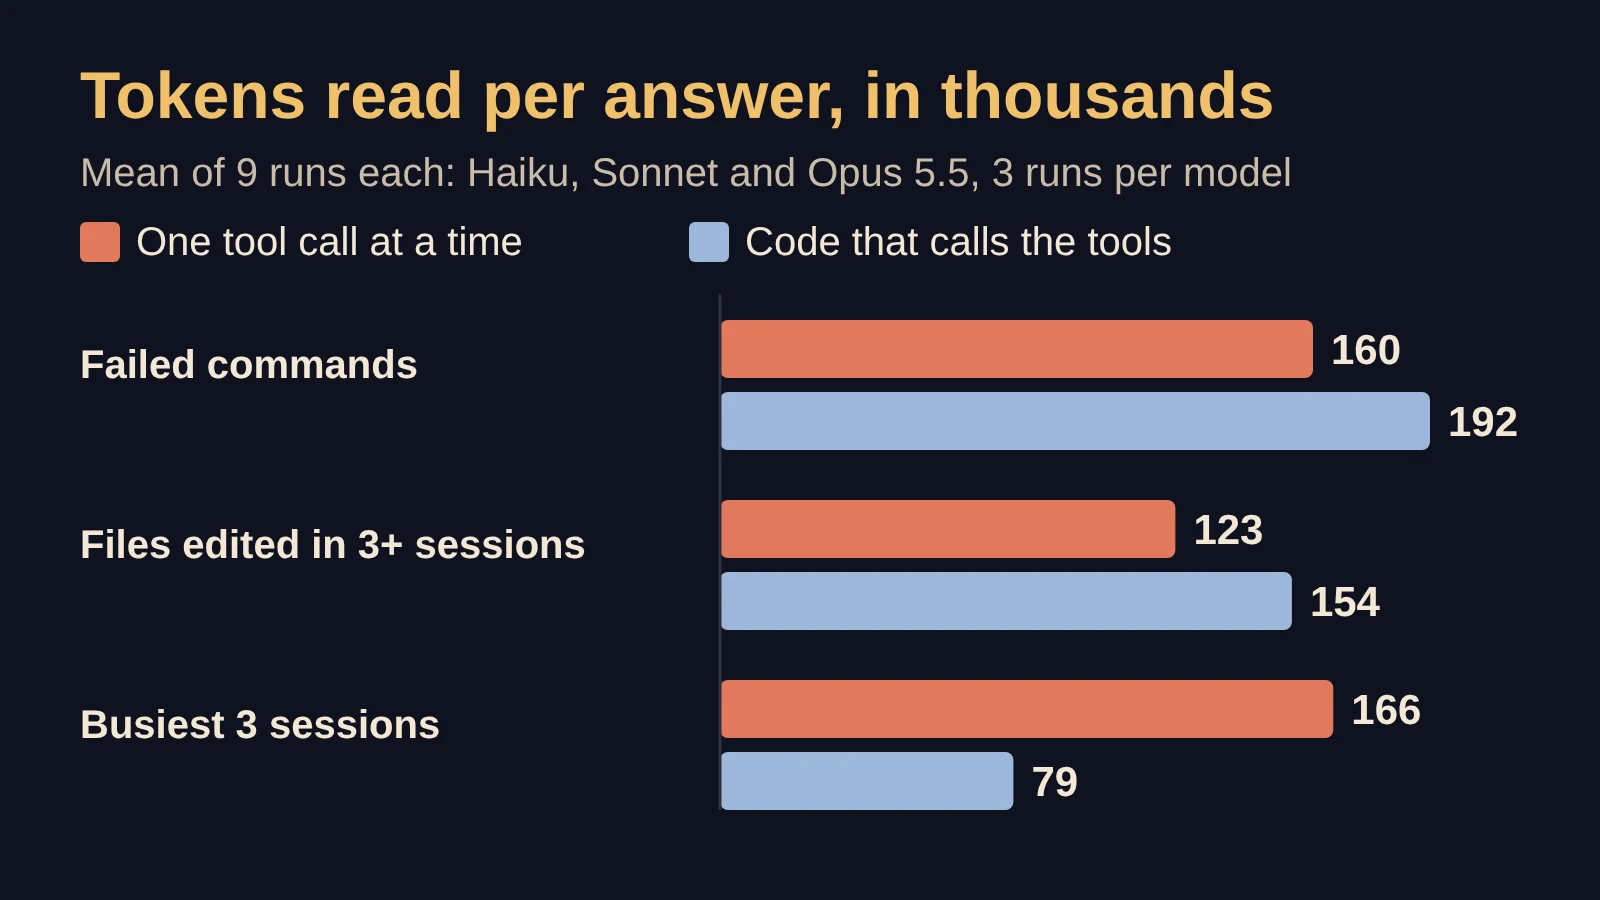 Tokens read per answer, in thousands
Mean of 9 runs each: Haiku, Sonnet and Opus 5.5, 3 runs per model
One tool call at a time
Code that calls the tools
Failed commands
160
192
Files edited in 3+ sessions
123
154
Busiest 3 sessions
166
79